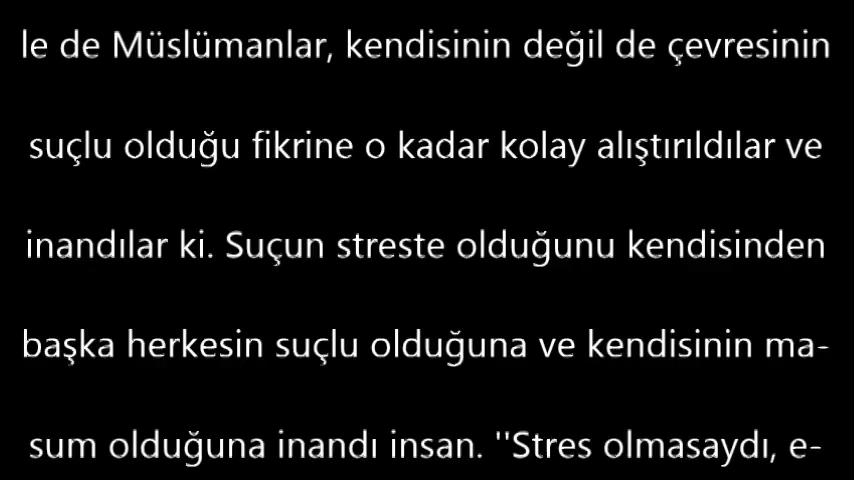 le de Müslümanlar, kendisinin değil de çevresinin
suçlu olduğu fikrine o kadar kolay alıştırıldılar ve
inandılar ki. Suçun streste olduğunu kendisinden
başka herkesin suçlu olduğuna ve kendisinin ma-
sum olduğuna inandı insan. ''Stres olmasaydı, e-